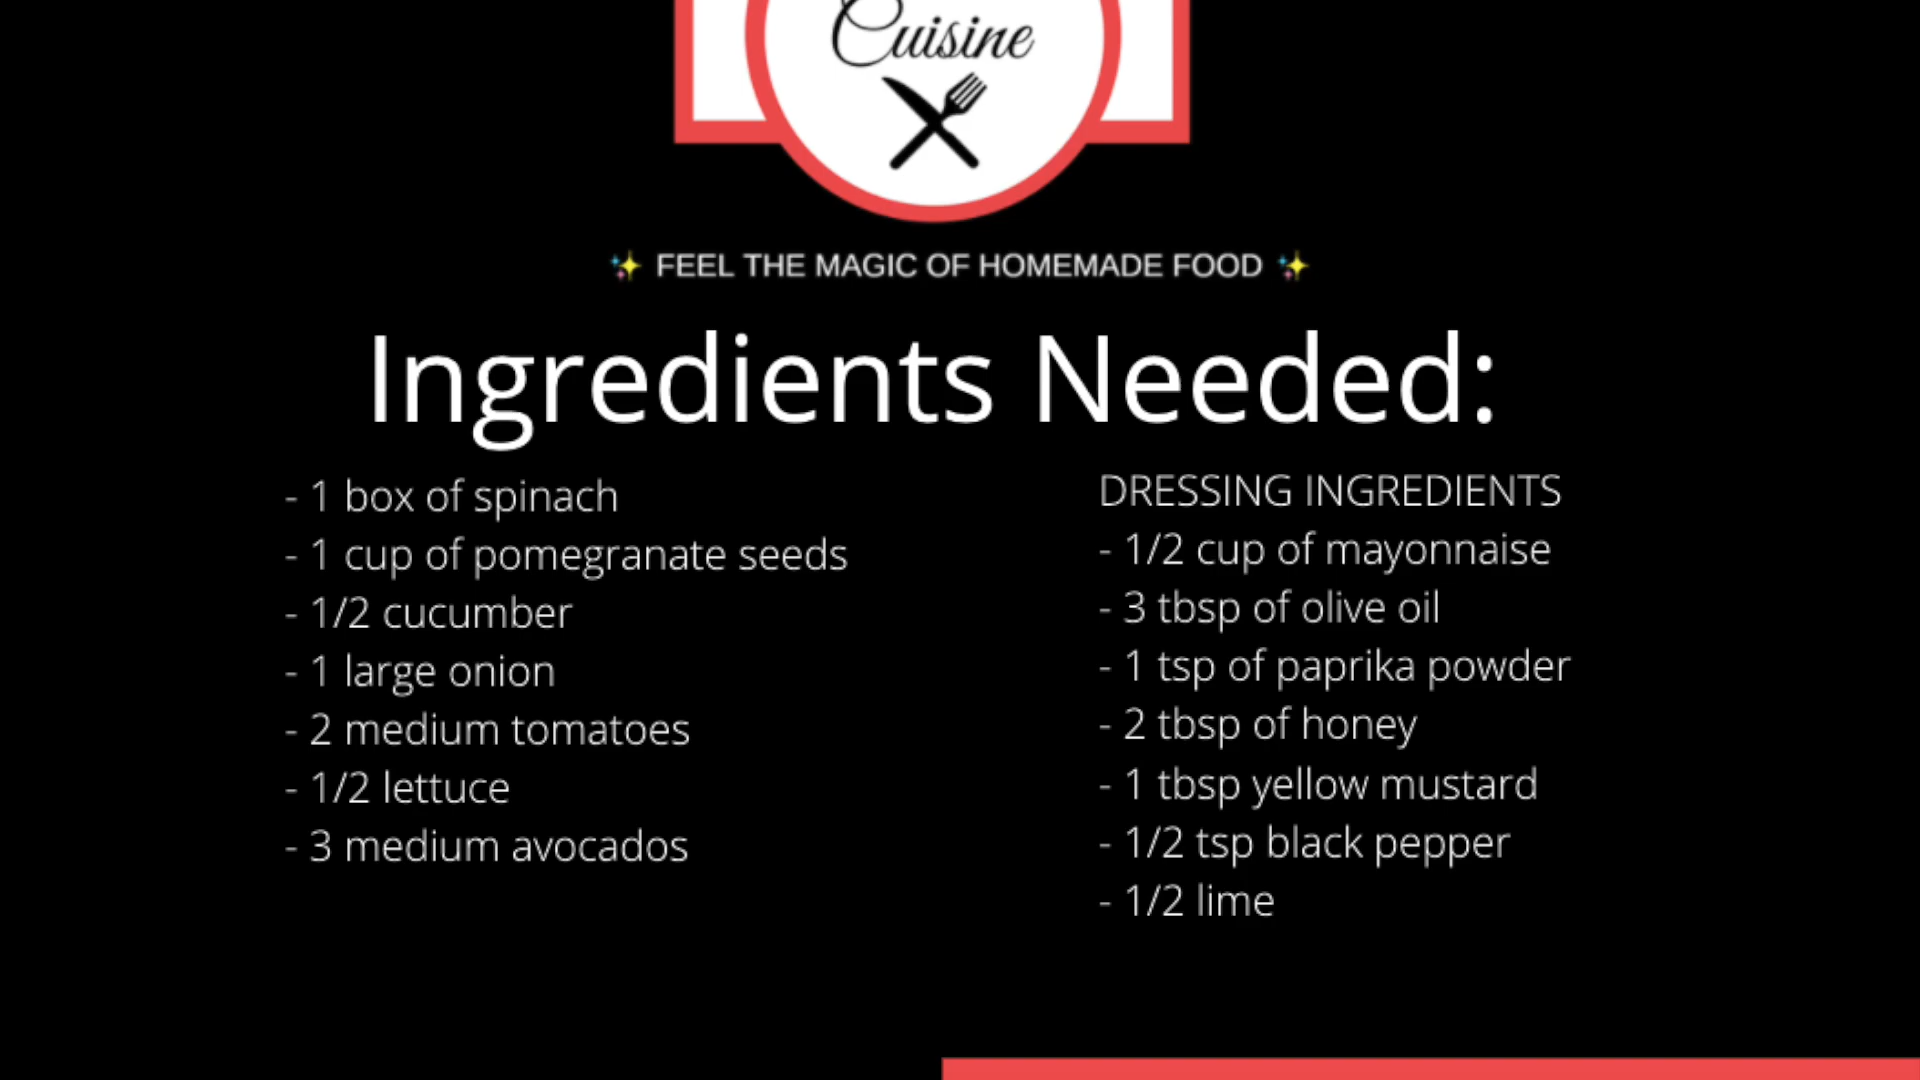 Cuisine
✨ FEEL THE MAGIC OF HOMEMADE FOOD ✨
Ingredients Needed:
- 1 box of spinach
- 1 cup of pomegranate seeds
- 1/2 cucumber
- 1 large onion
- 2 medium tomatoes
- 1/2 lettuce
- 3 medium avocados
DRESSING INGREDIENTS
- 1/2 cup of mayonnaise
- 3 tbsp of olive oil
- 1 tsp of paprika powder
- 2 tbsp of honey
- 1 tbsp yellow mustard
- 1/2 tsp black pepper
- 1/2 lime